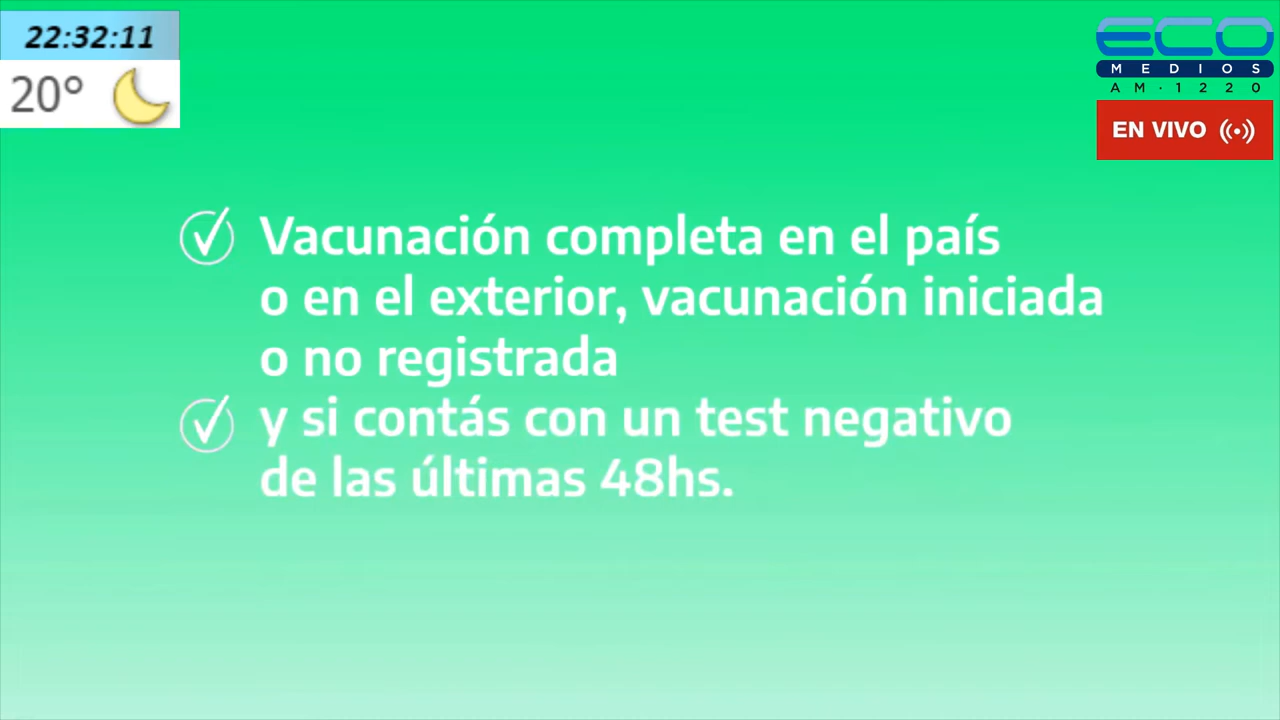 22:32:11
20°
ECO
MEDIOS
AM·1220
EN VIVO
Vacunación completa en el país
o en el exterior, vacunación iniciada
o no registrada
y si contás con un test negativo
de las últimas 48hs.